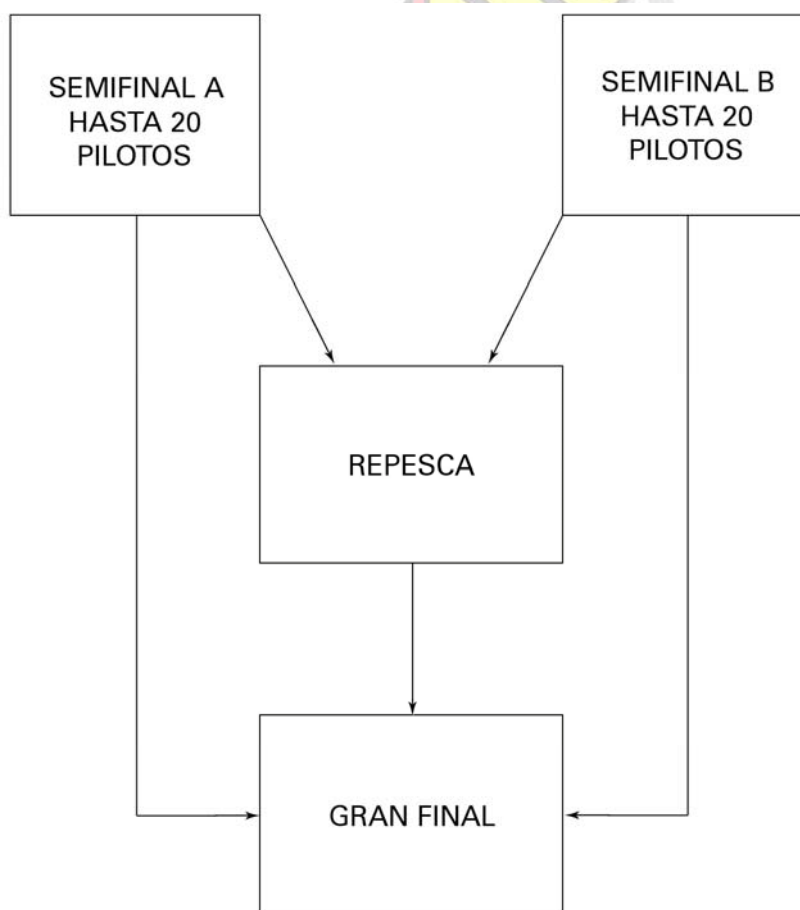 SEMIFINAL A
HASTA 20
PILOTOS
SEMIFINAL B
HASTA 20
PILOTOS
REPESCA
GRAN FINAL